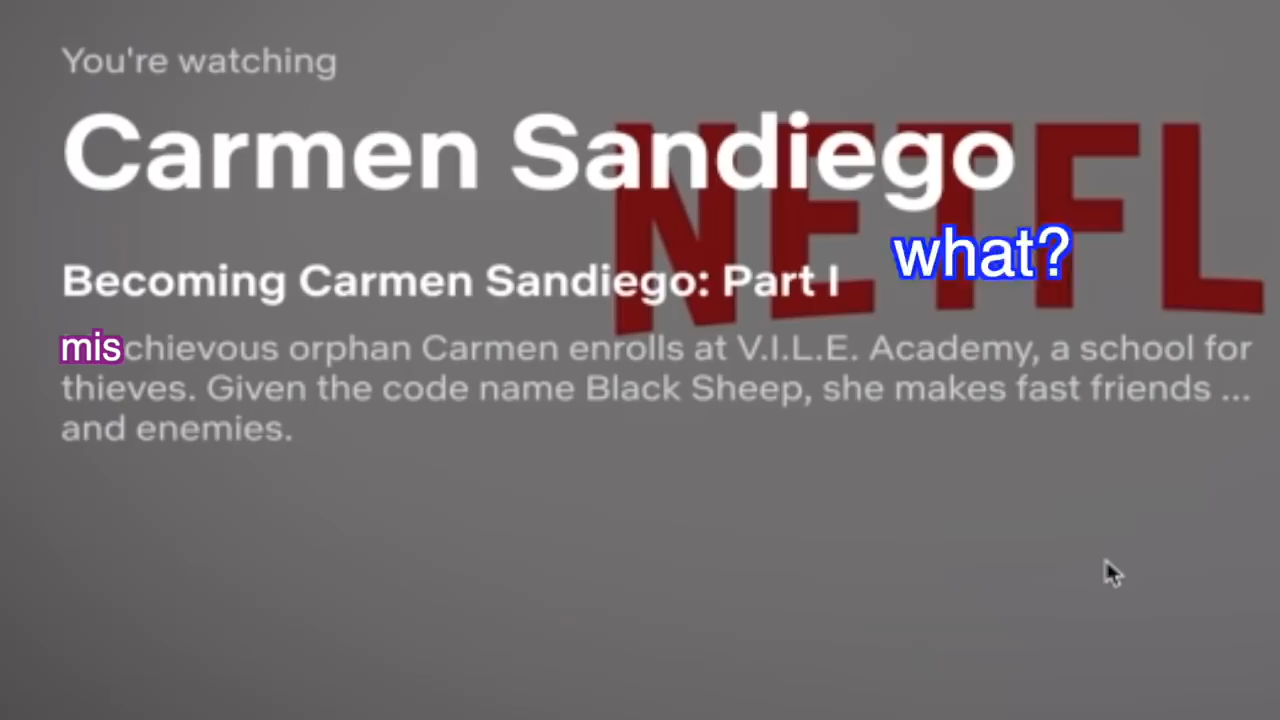 You're watching
Carmen Sandiego
NETFL
what?
Becoming Carmen Sandiego: Part I
mischievous orphan Carmen enrolls at V.I.L.E. Academy, a school for
thieves. Given the code name Black Sheep, she makes fast friends ...
and enemies.